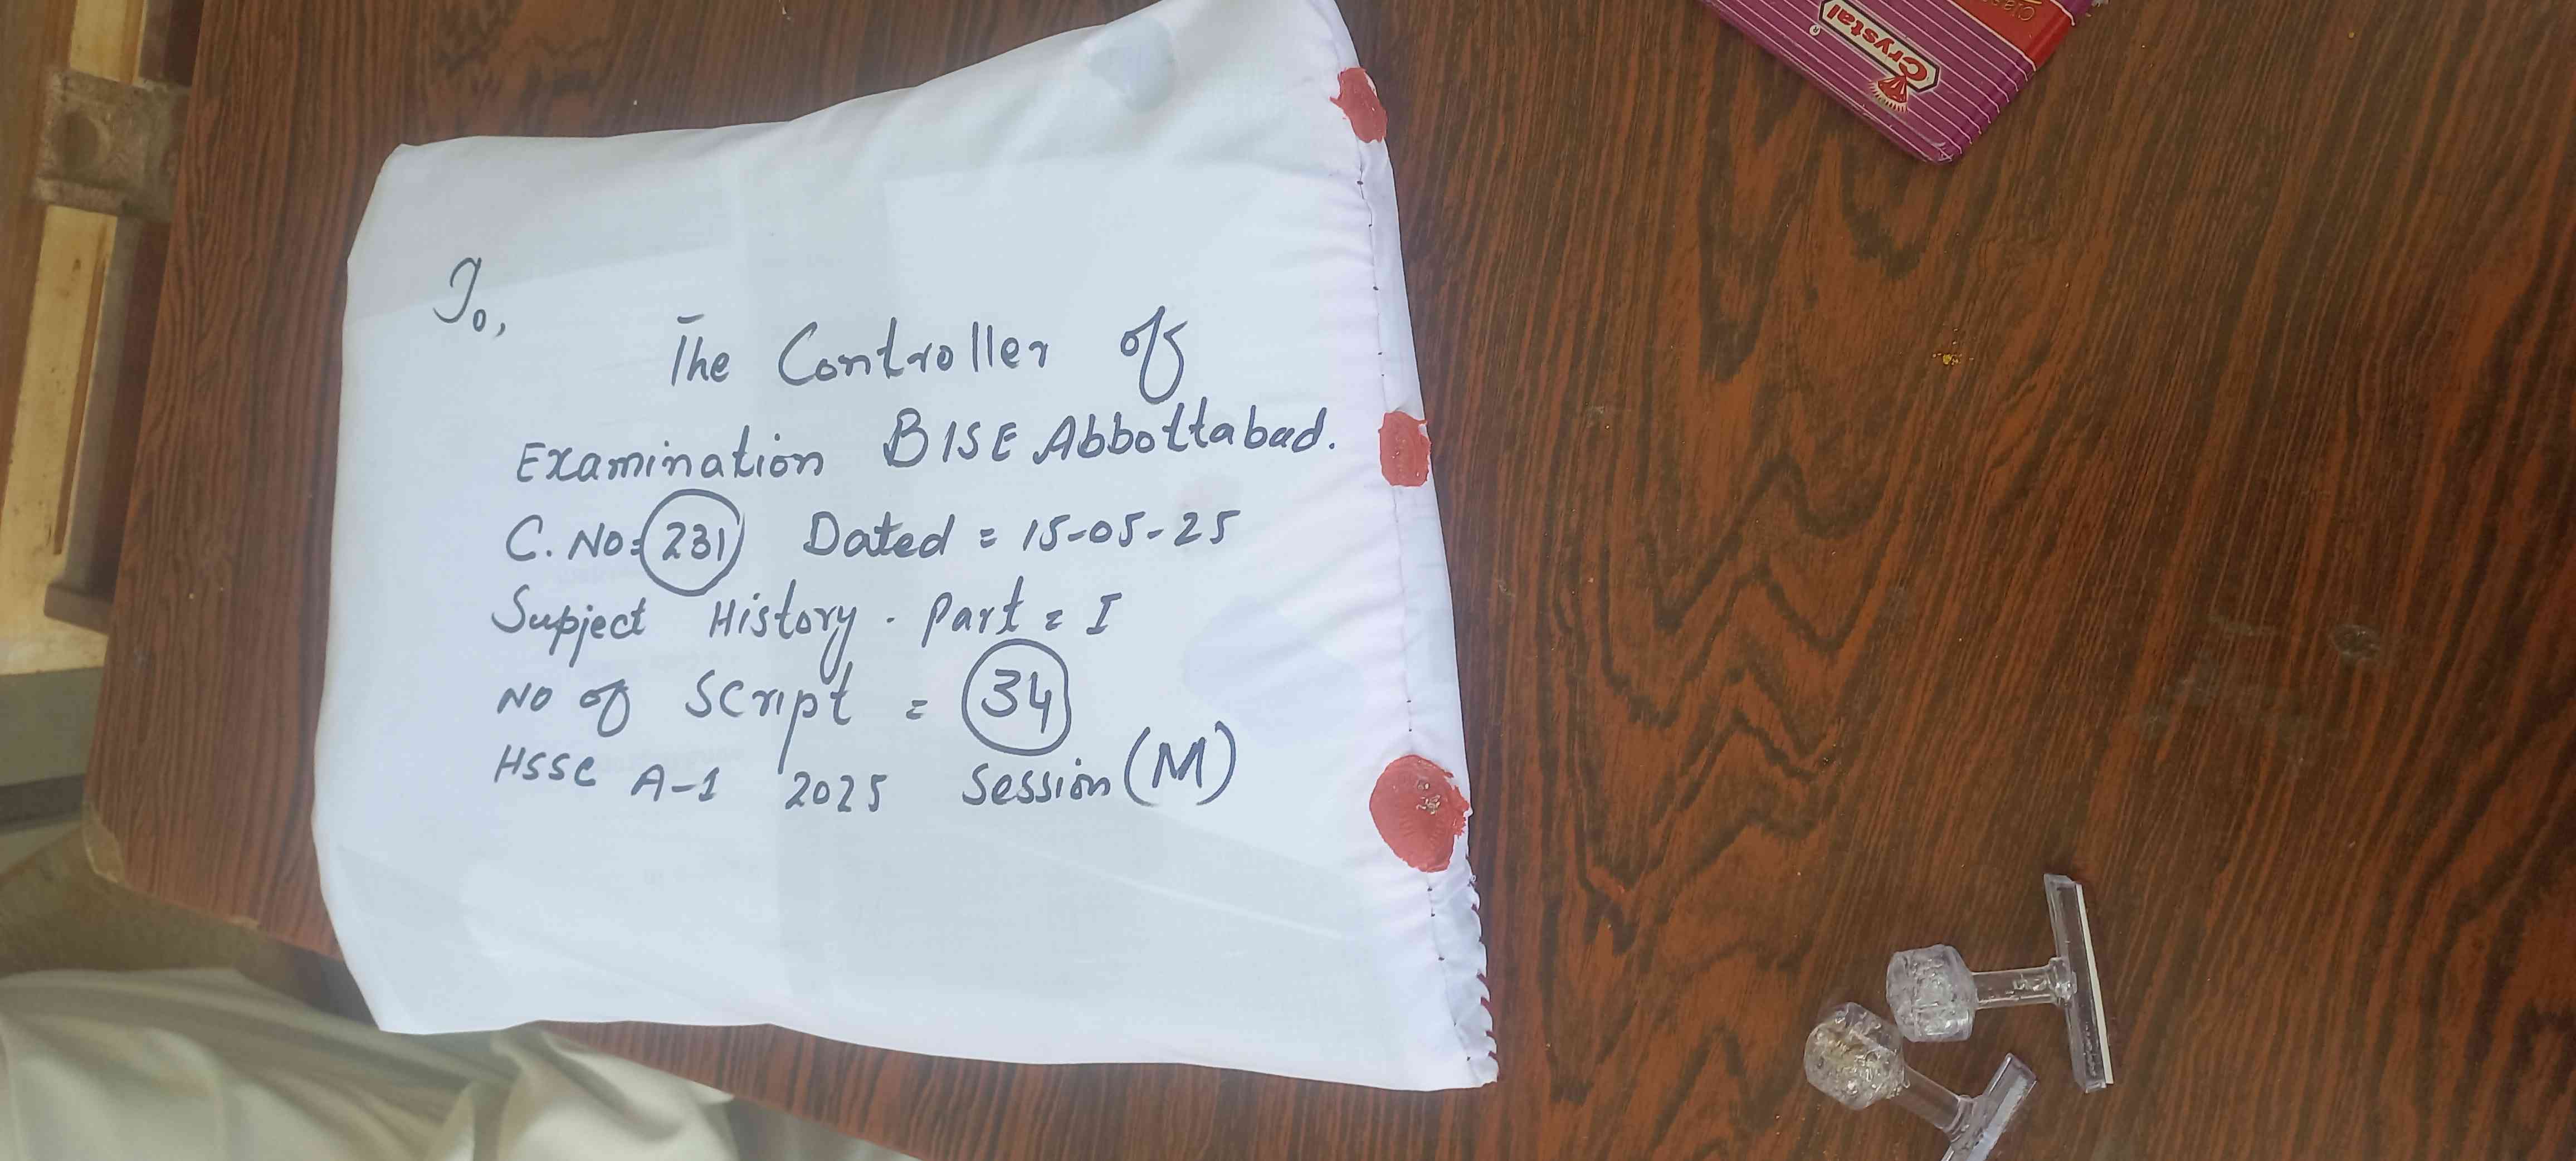 To,
The Controller of
Examination BISE Abbottabad.
C. No: 231 Dated = 15-05-25
Supject History. Part = I
No of Script = 34
HSSC A-1 2025 Session (M)
Crystal